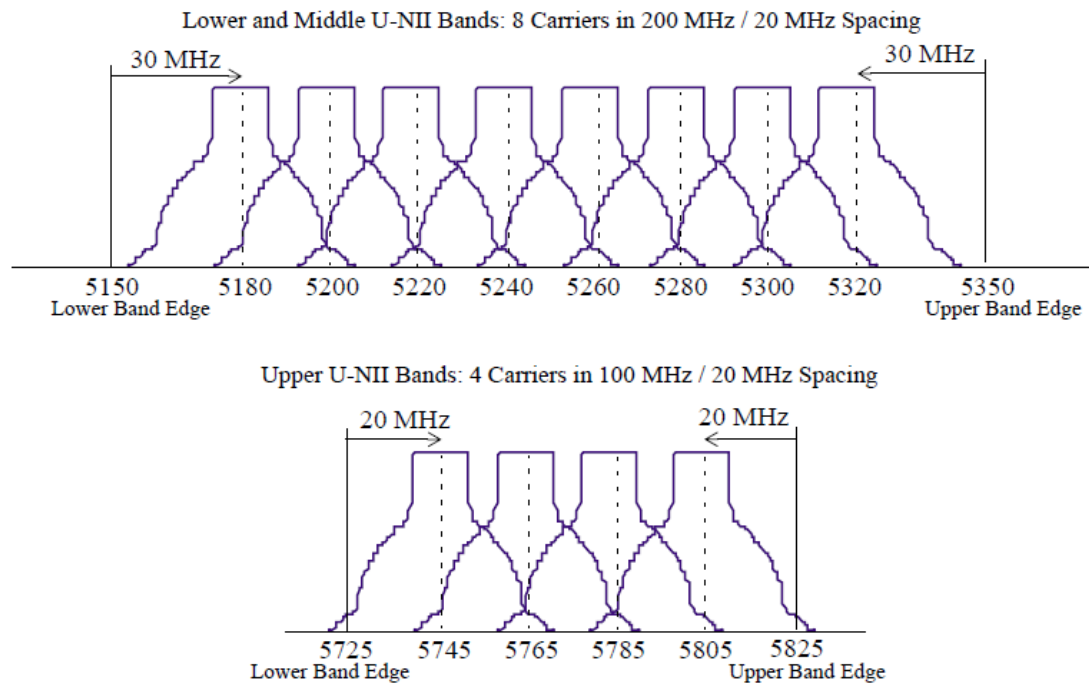 Lower and Middle U-NII Bands: 8 Carriers in 200 MHz / 20 MHz Spacing
30 MHz 30 MHz
5150 5180 5200 5220 5240 5260 5280 5300 5320 5350
Lower Band Edge Upper Band Edge
Upper U-NII Bands: 4 Carriers in 100 MHz / 20 MHz Spacing
20 MHz 20 MHz
5725 5745 5765 5785 5805 5825
Lower Band Edge Upper Band Edge